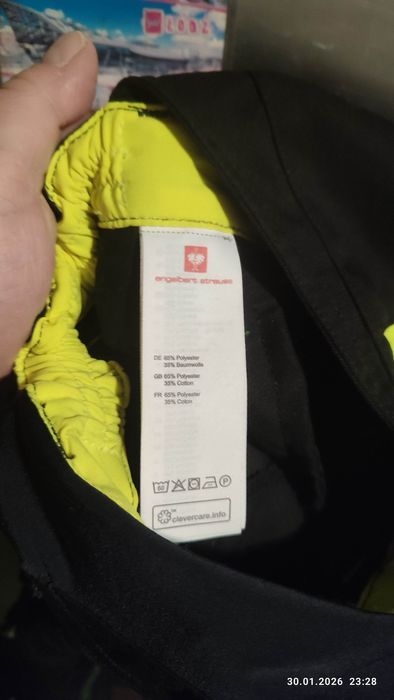 engelbert strauss
DE 65% Polyester
35% Baumwolle
GB 65% Polyester
35% Cotton
FR 65% Polyester
35% Coton
60
P
clevercare.info
30.01.2026 23:28